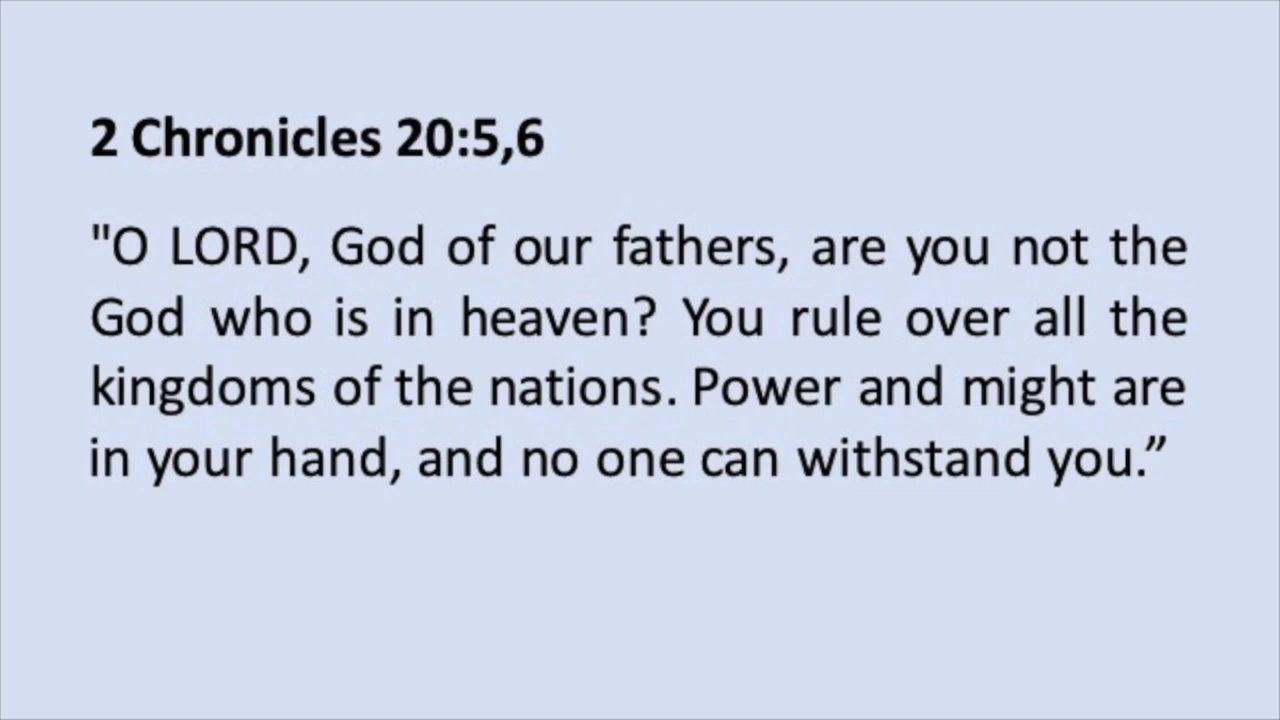 2 Chronicles 20:5,6
"O LORD, God of our fathers, are you not the
God who is in heaven? You rule over all the
kingdoms of the nations. Power and might are
in your hand, and no one can withstand you.”